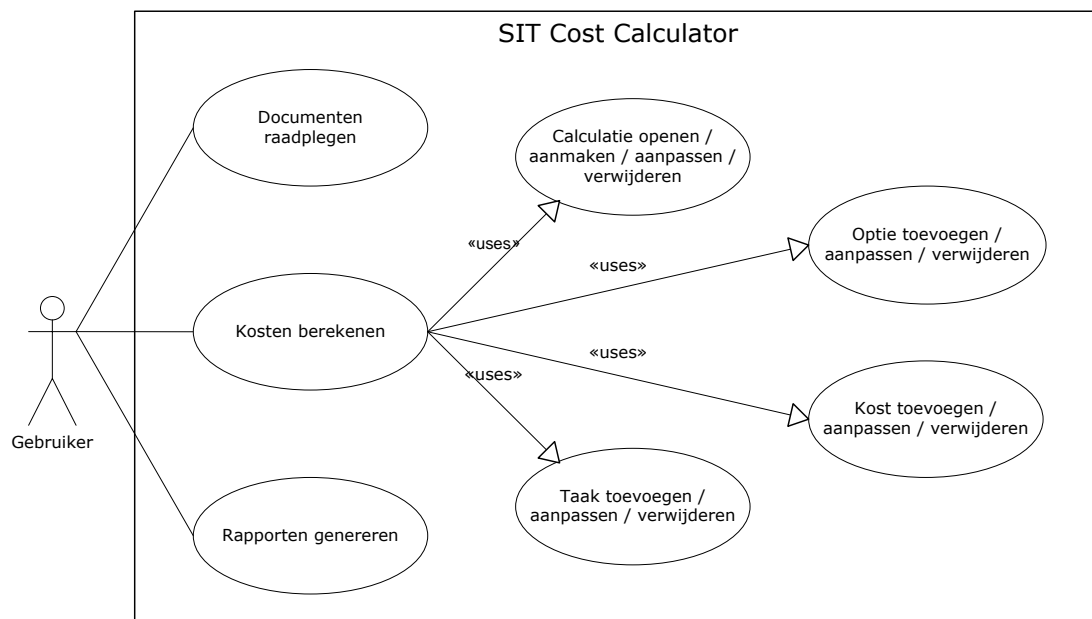 SIT Cost Calculator
Documenten
raadplegen
Calculatie openen /
aanmaken / aanpassen /
verwijderen
«uses»
Optie toevoegen /
aanpassen / verwijderen
«uses»
Kosten berekenen
«uses»
«uses»
Kost toevoegen /
aanpassen / verwijderen
Gebruiker
Taak toevoegen /
aanpassen / verwijderen
Rapporten genereren